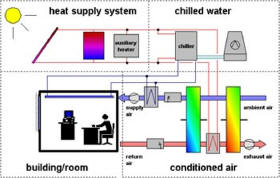 heat supply system
chilled water
auxiliary
heater
chiller
supply
air
ambient air
return
air
exhaust air
building/room
conditioned air